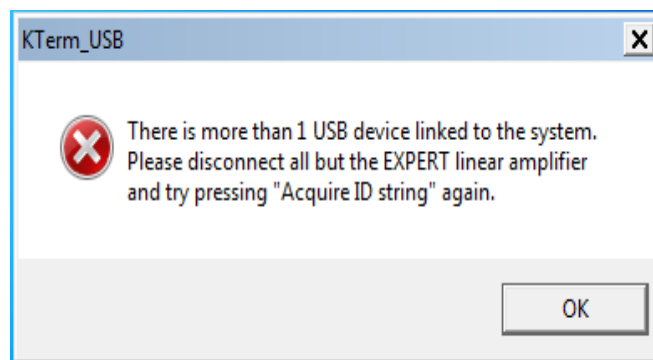 KTerm_USB
There is more than 1 USB device linked to the system.
Please disconnect all but the EXPERT linear amplifier
and try pressing "Acquire ID string" again.
OK